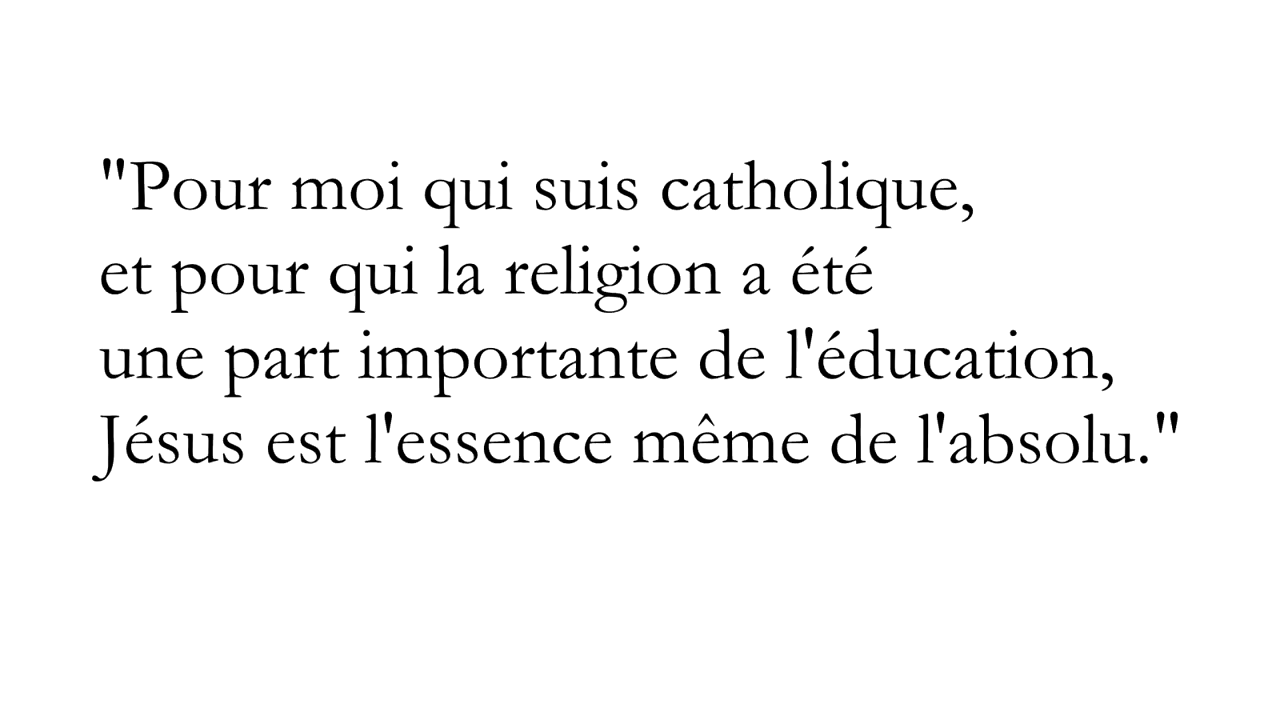 "Pour moi qui suis catholique,
et pour qui la religion a été
une part importante de l'éducation,
Jésus est l'essence même de l'absolu."